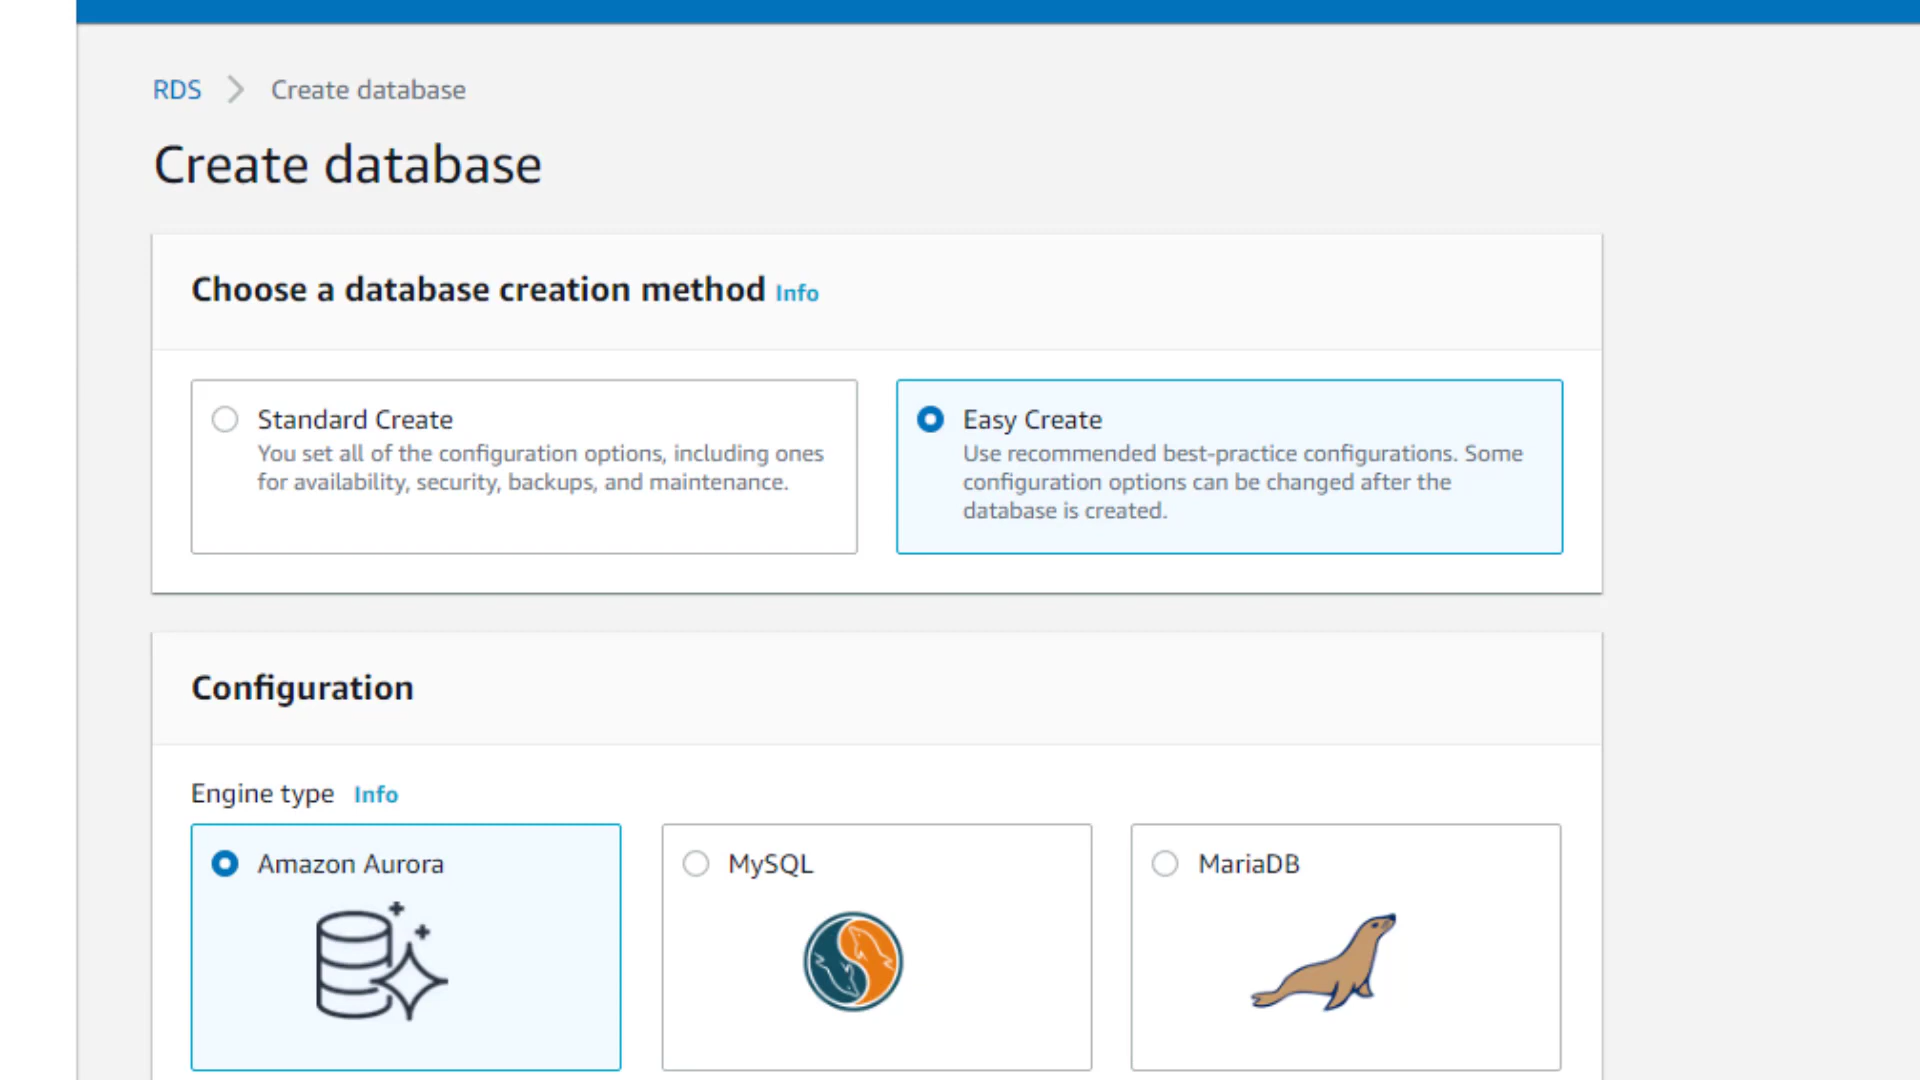 RDS > Create database
Create database
Choose a database creation method Info
Standard Create
You set all of the configuration options, including ones
for availability, security, backups, and maintenance.
Easy Create
Use recommended best-practice configurations. Some
configuration options can be changed after the
database is created.
Configuration
Engine type Info
Amazon Aurora
MySQL
MariaDB